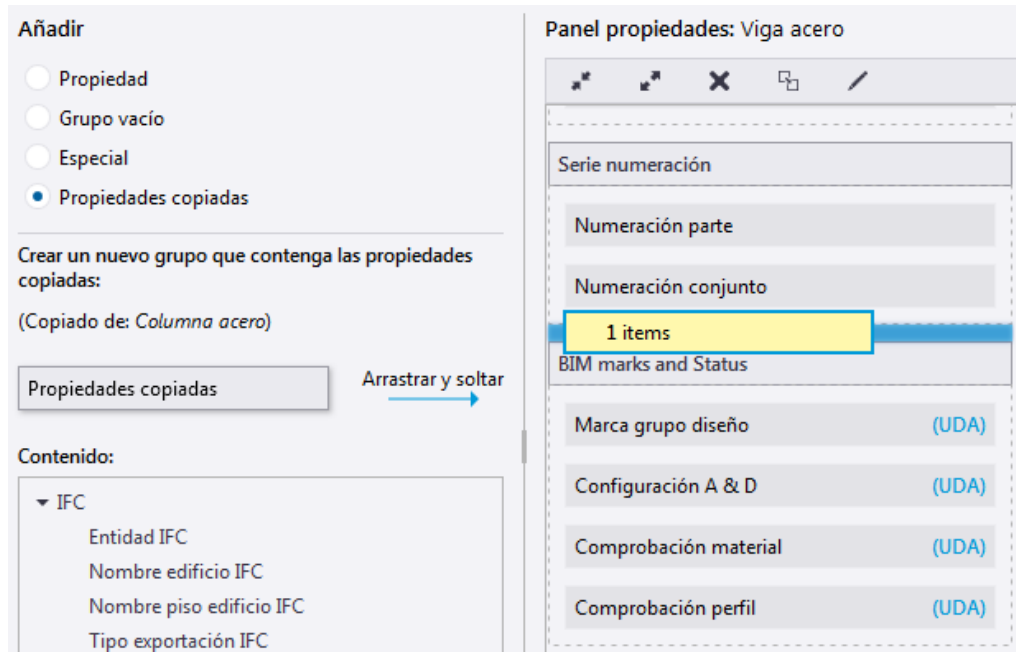 Añadir
Propiedad
Grupo vacío
Especial
Propiedades copiadas
Crear un nuevo grupo que contenga las propiedades
copiadas:
(Copiado de: Columna acero)
Propiedades copiadas
Arrastrar y soltar
Contenido:
IFC
Entidad IFC
Nombre edificio IFC
Nombre piso edificio IFC
Tipo exportación IFC
Panel propiedades: Viga acero
Serie numeración
Numeración parte
Numeración conjunto
1 items
BIM marks and Status
Marca grupo diseño (UDA)
Configuración A & D (UDA)
Comprobación material (UDA)
Comprobación perfil (UDA)